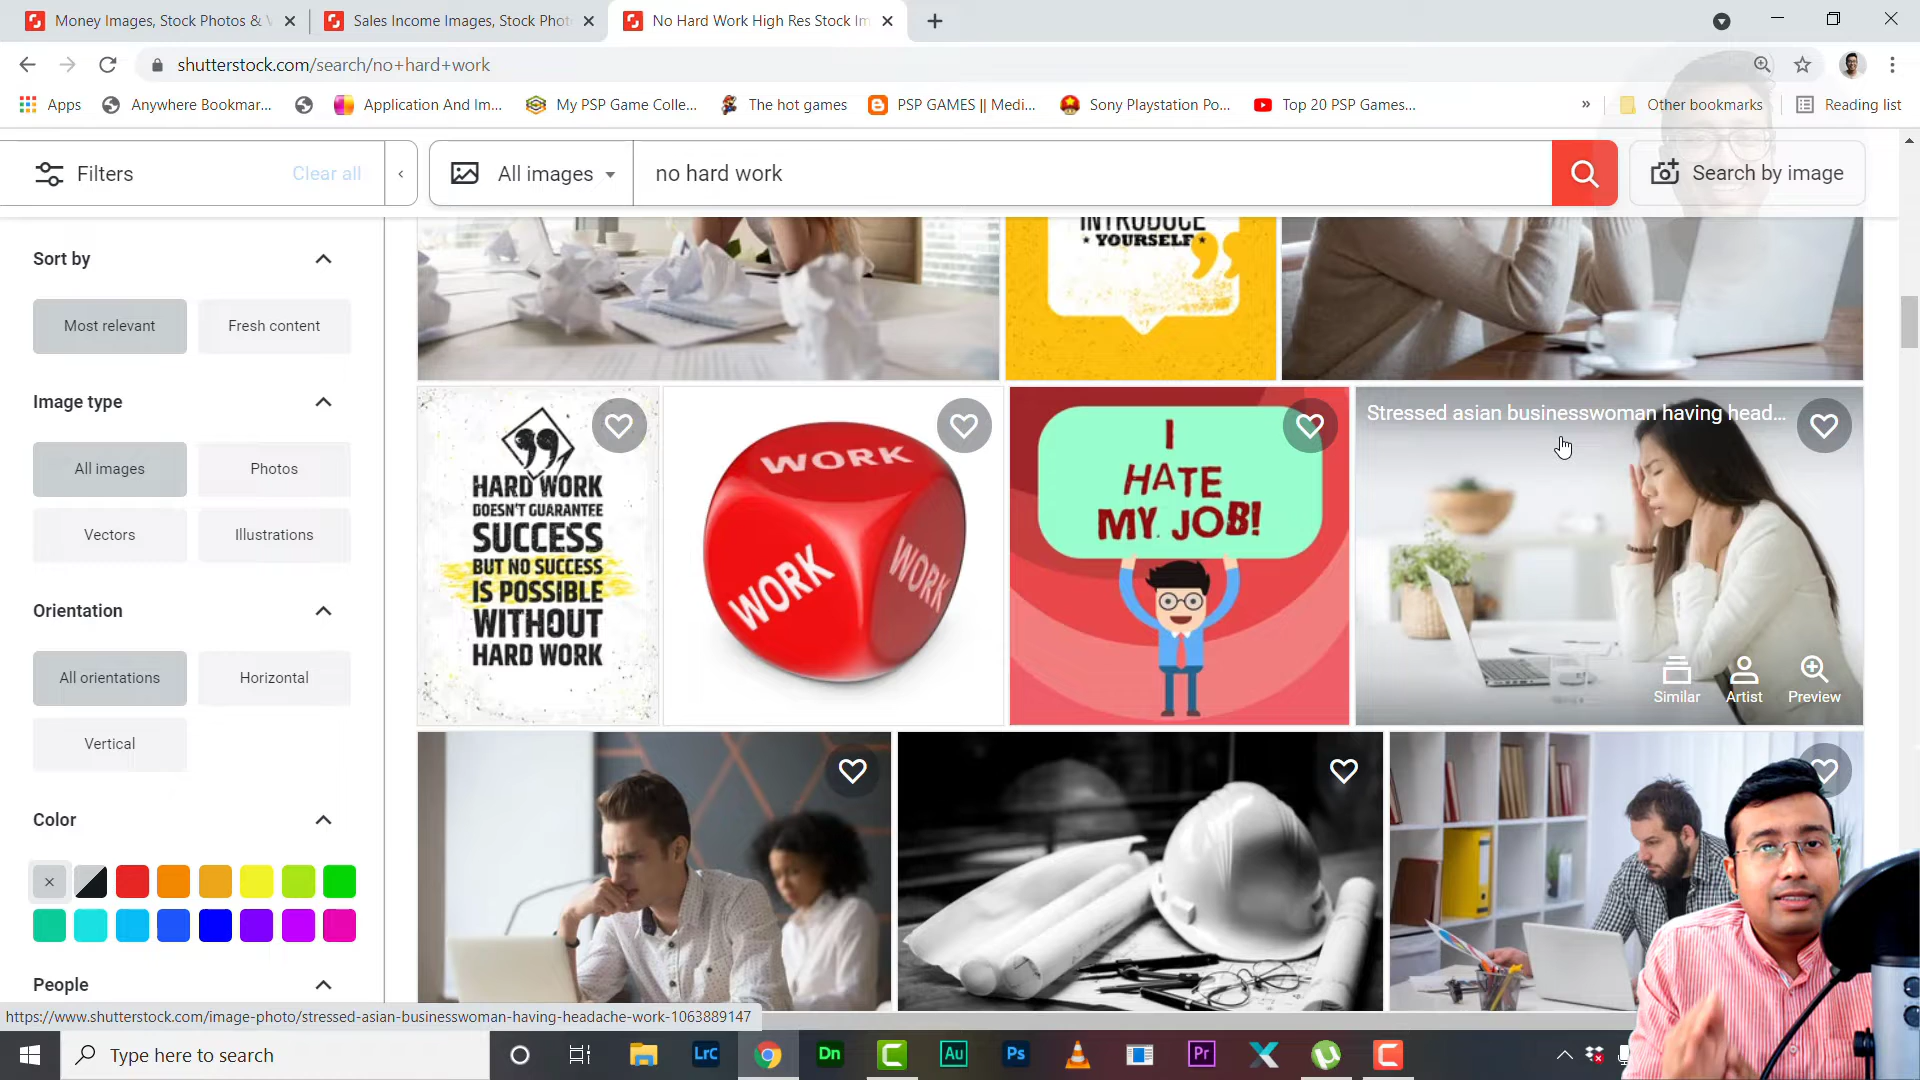 Money Images, Stock Photos & V
Sales Income Images, Stock Phot
No Hard Work High Res Stock Im
shutterstock.com/search/no+hard+work
Apps
Anywhere Bookmar...
Application And Im...
My PSP Game Colle...
The hot games
PSP GAMES || Medi...
Sony Playstation Po...
Top 20 PSP Games...
»
Other bookmarks
Reading list
Filters
Clear all
All images
no hard work
Search by image
Sort by
Most relevant
Fresh content
Image type
All images
Photos
Vectors
Illustrations
Orientation
All orientations
Horizontal
Vertical
Color
People
INTRODUCE
YOURSELF
HARD WORK
DOESN'T GUARANTEE
SUCCESS
BUT NO SUCCESS
IS POSSIBLE
WITHOUT
HARD WORK
WORK
WORK
WORK
I
HATE
MY JOB!
Stressed asian businesswoman having head...
Similar
Artist
Preview
https://www.shutterstock.com/image-photo/stressed-asian-businesswoman-having-headache-work-1063889147
Type here to search
LrC
Dn
Au
Ps
Pr